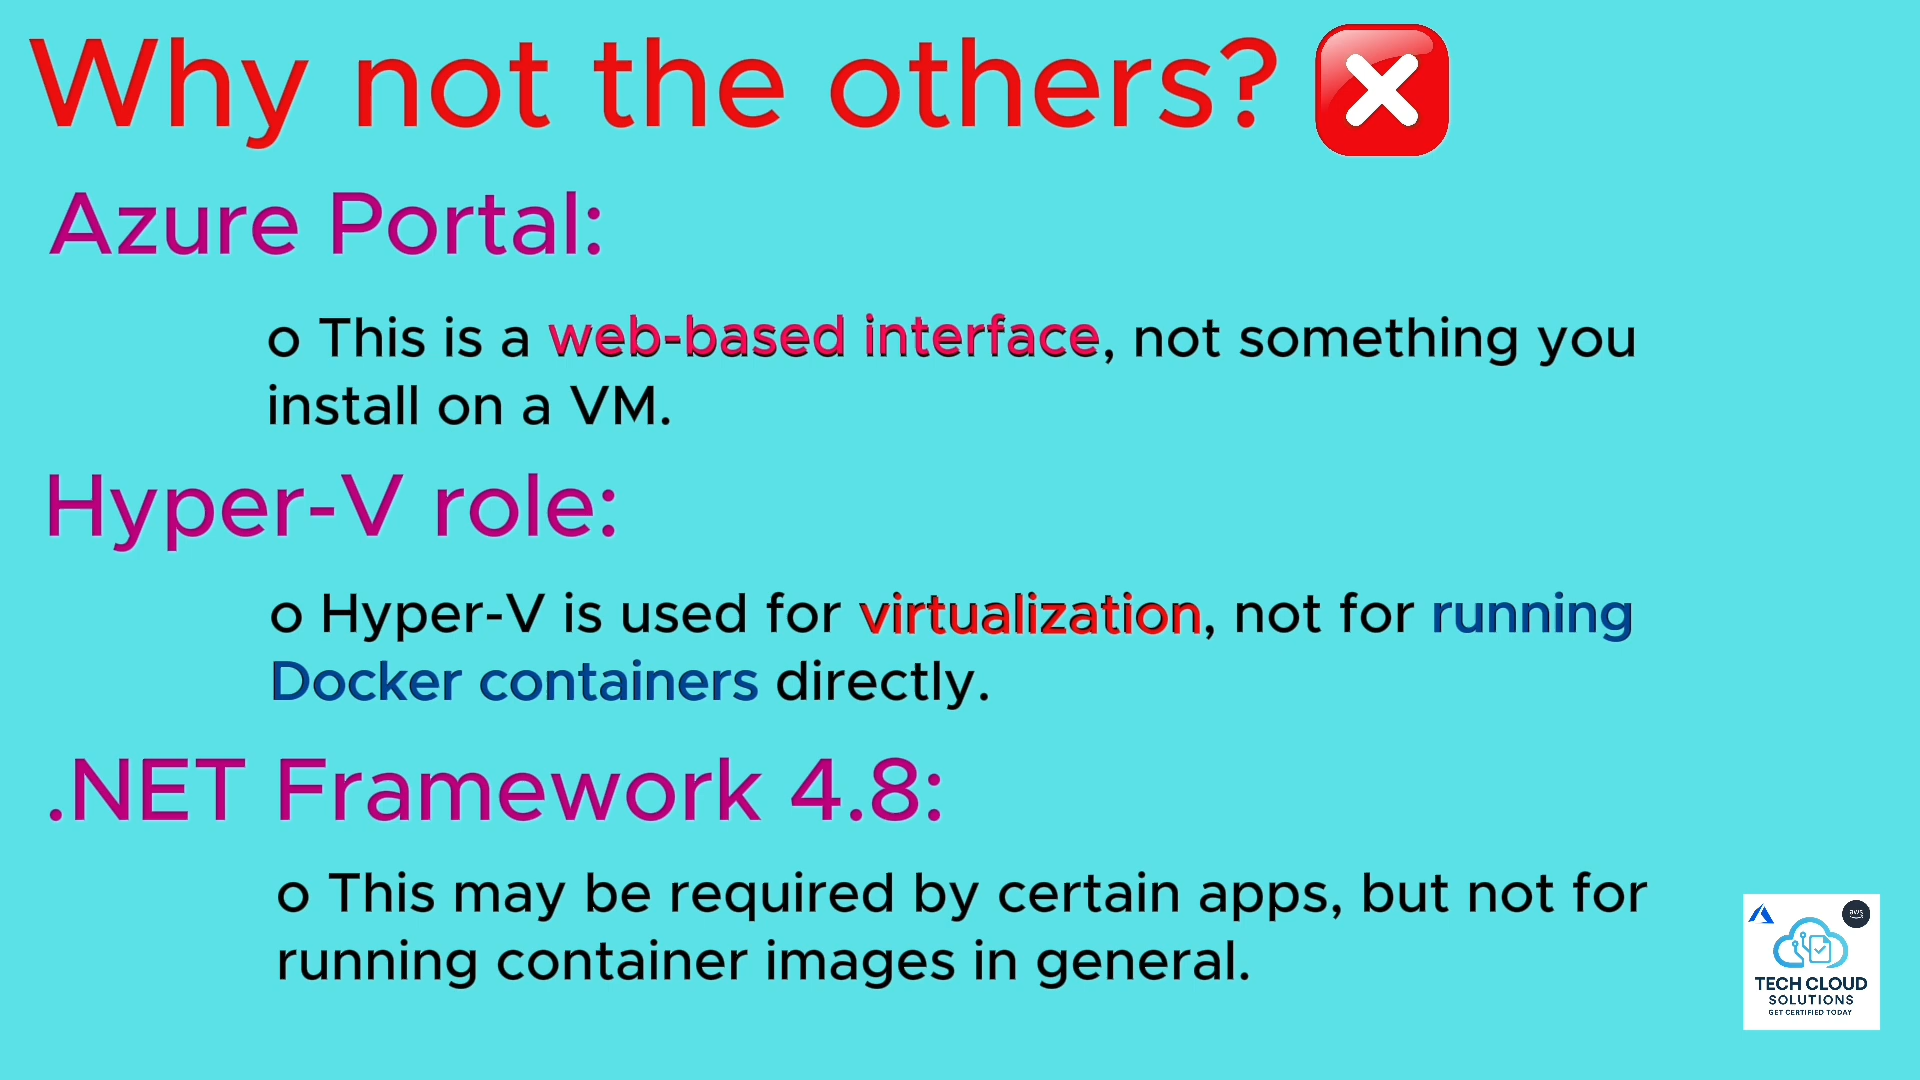 Why not the others?
Azure Portal:
o This is a web-based interface, not something you
install on a VM.
Hyper-V role:
o Hyper-V is used for virtualization, not for running
Docker containers directly.
.NET Framework 4.8:
o This may be required by certain apps, but not for
running container images in general.
aws
TECH CLOUD
SOLUTIONS
GET CERTIFIED TODAY